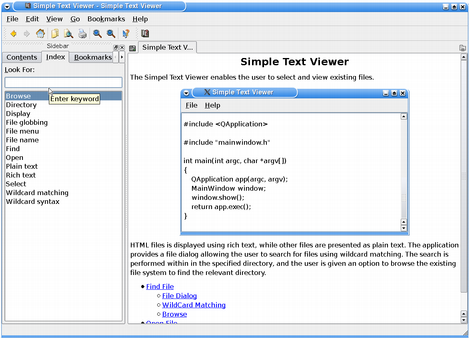 Simple Text Viewer - Simple Text Viewer
File Edit View Go Bookmarks Help
Sidebar
Contents Index Bookmarks
Look For:
Enter keyword
Browse
Directory
Display
File globbing
File menu
File name
Find
Open
Plain text
Rich text
Select
Wildcard matching
Wildcard syntax
Simple Text V...
Simple Text Viewer
The Simpel Text Viewer enables the user to select and view existing files.
Simple Text Viewer
File Help
#include <QApplication>
#include "mainwindow.h"
int main(int argc, char *argv[])
{
QApplication app(argc, argv);
MainWindow window;
window.show();
return app.exec();
}
HTML files is displayed using rich text, while other files are presented as plain text. The application
provides a file dialog allowing the user to search for files using wildcard matching. The search is
performed within in the specified directory, and the user is given an option to browse the existing
file system to find the relevant directory.
Find File
File Dialog
WildCard Matching
Browse
Open File